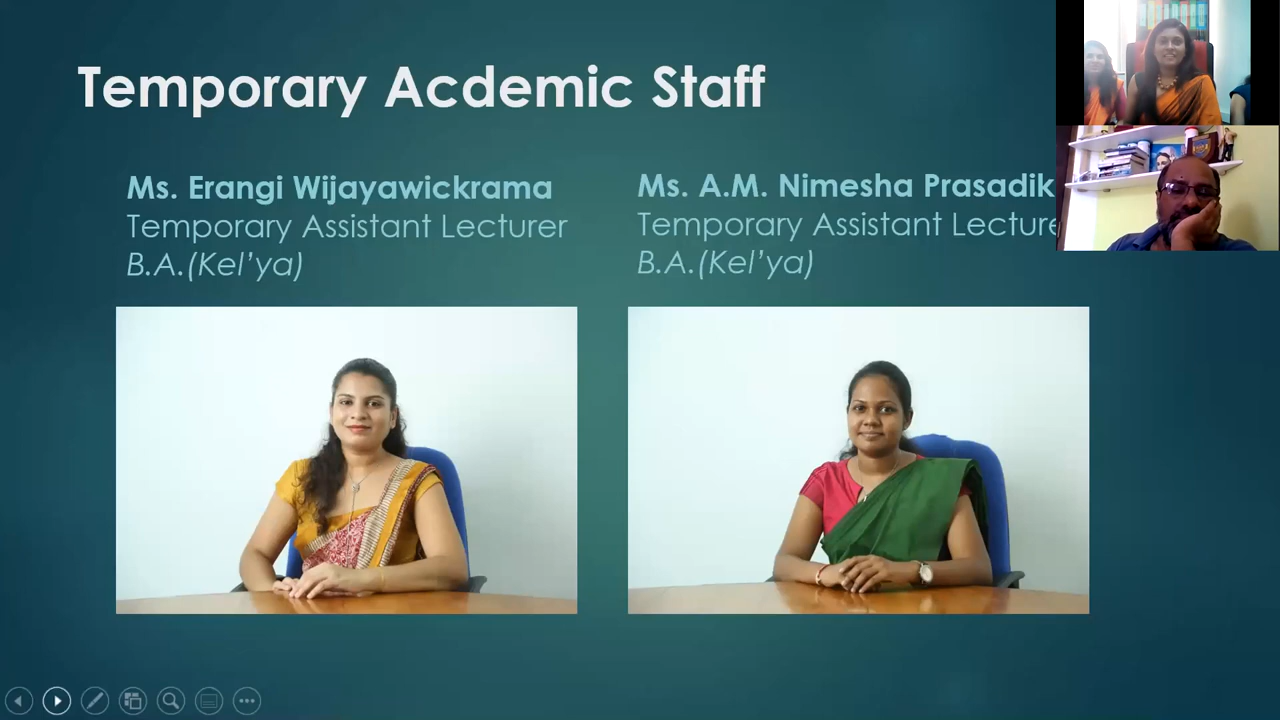 Temporary Acdemic Staff
Ms. Erangi Wijayawickrama
Temporary Assistant Lecturer
B.A.(Kel'ya)
Ms. A.M. Nimesha Prasadik
Temporary Assistant Lecture
B.A.(Kel'ya)